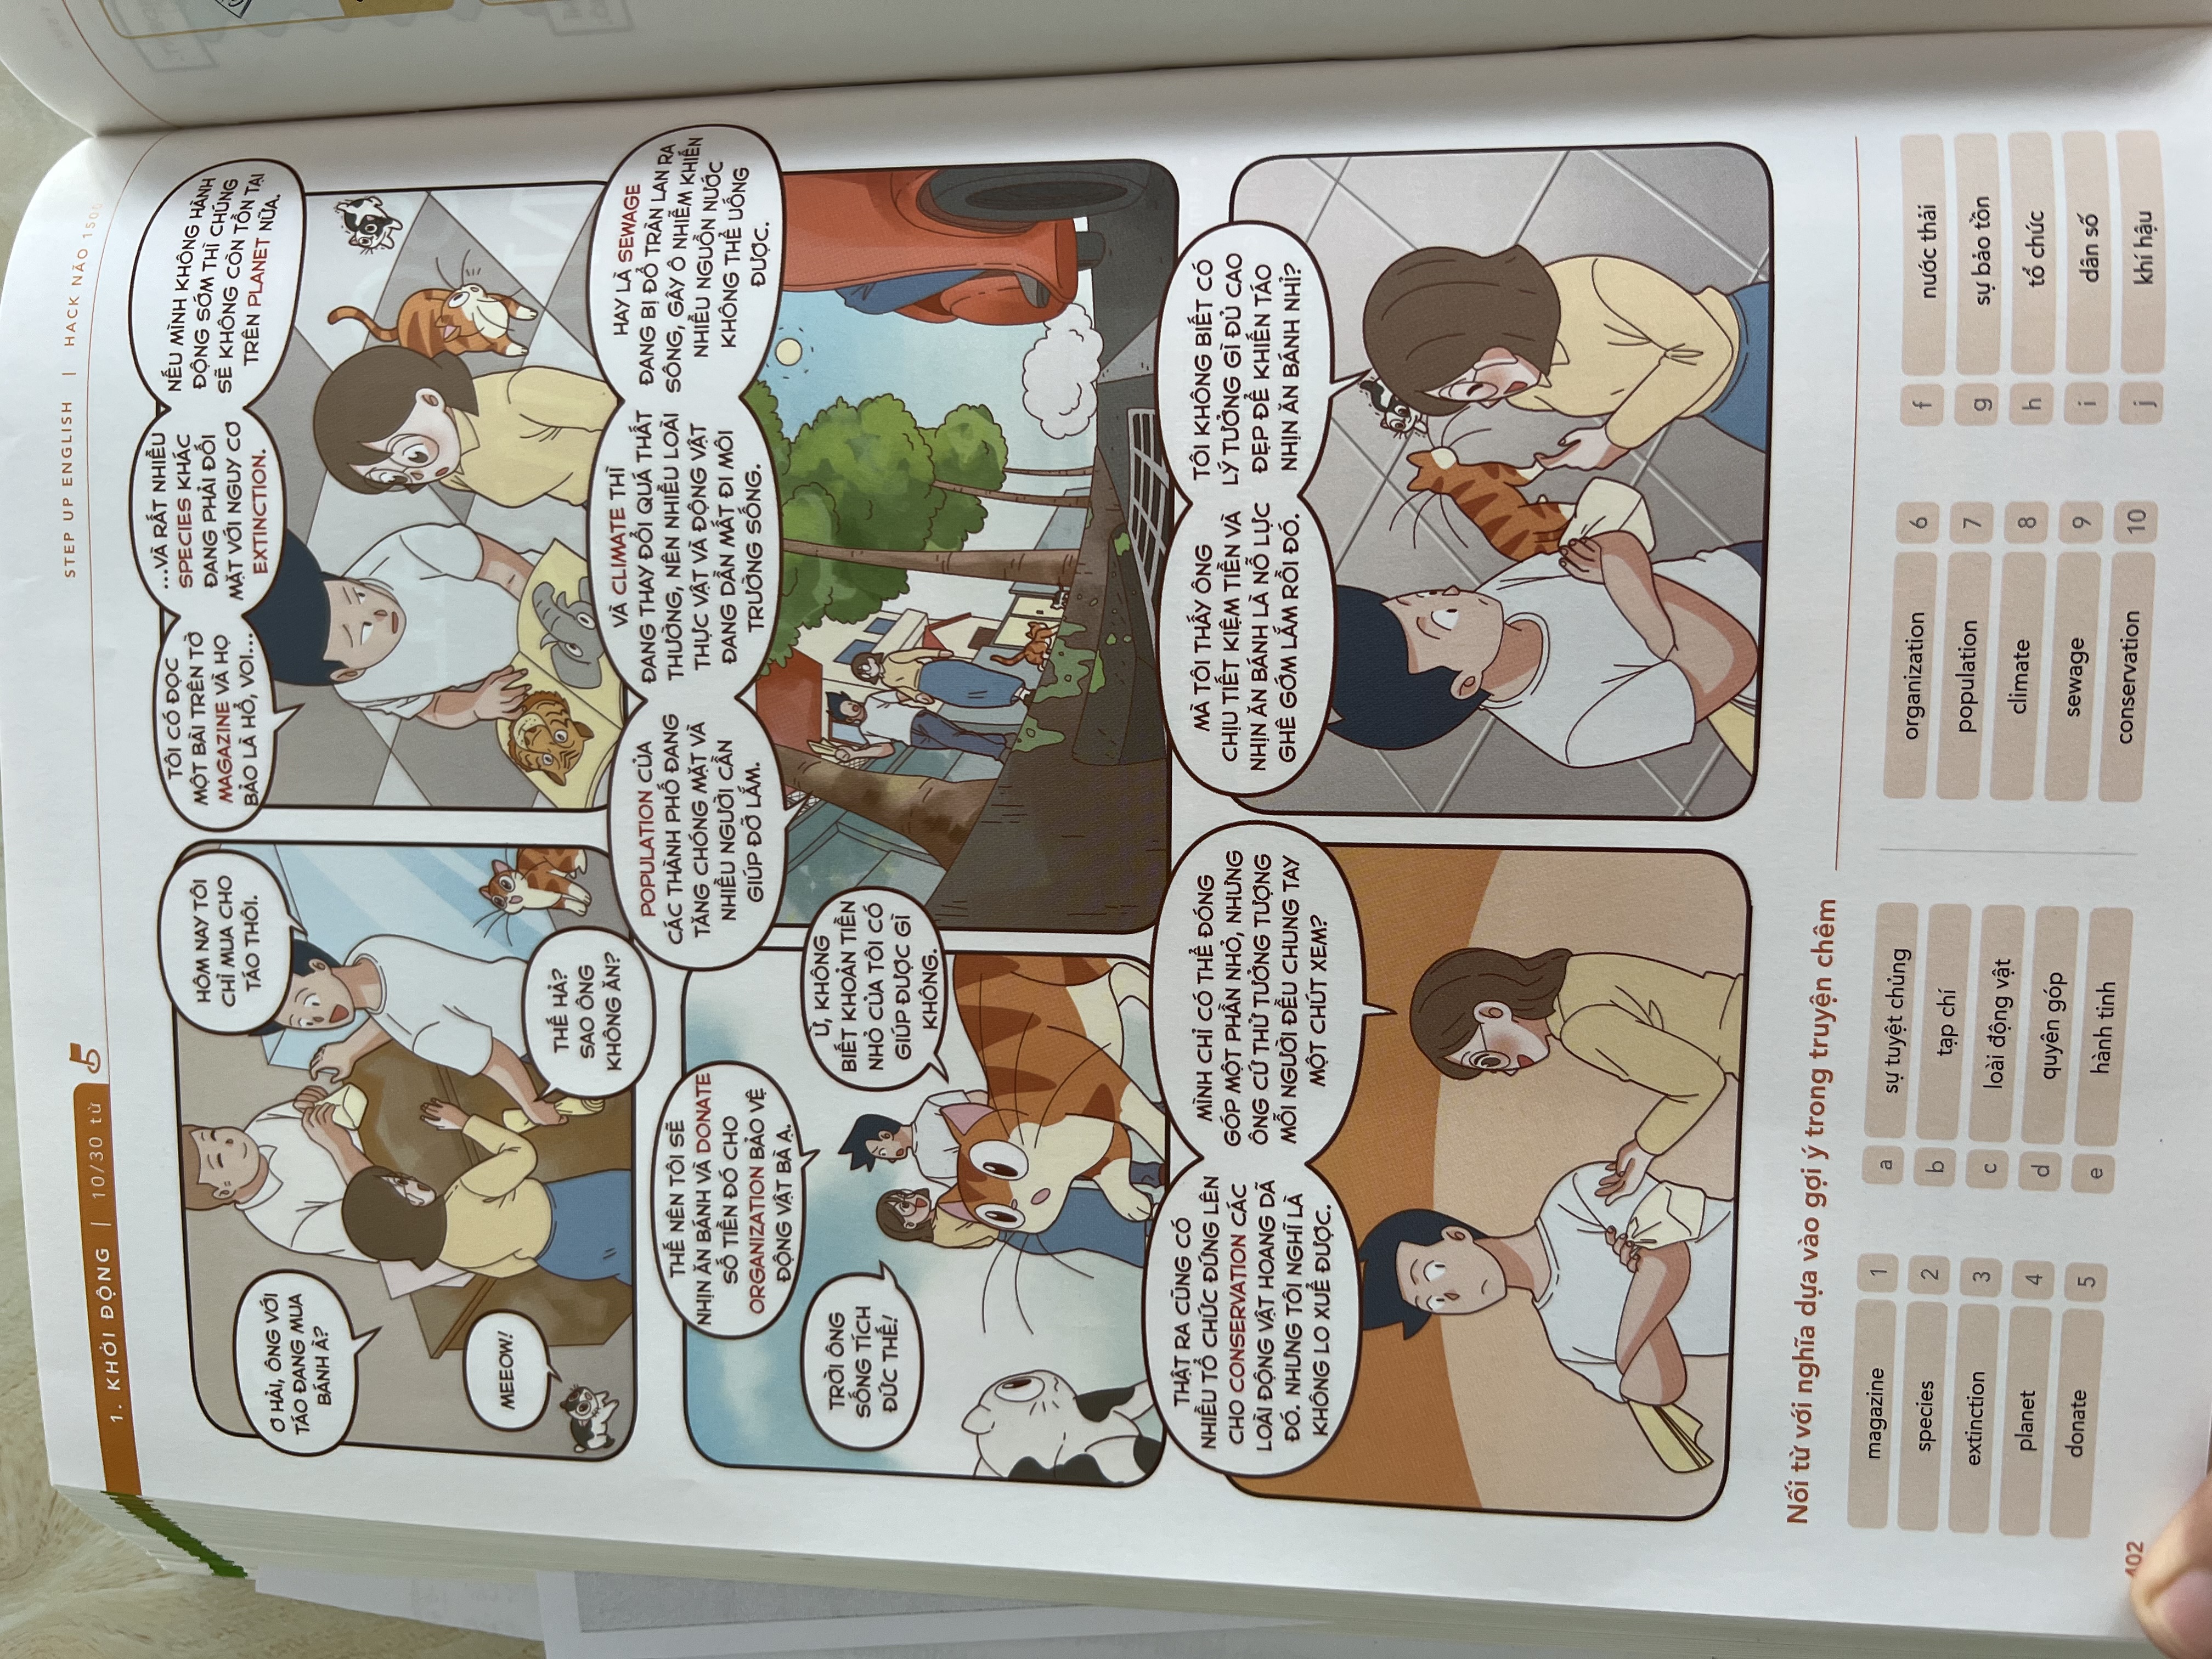 1. KHỞI ĐỘNG | 10/30 từ
STEP UP ENGLISH | HACK NÃO 1500
Ơ HẢI, ÔNG VỚI
TÁO ĐANG MUA
BÁNH À?
HÔM NAY TÔI
CHỈ MUA CHO
TÁO THÔI.
MEEOW!
THẾ HẢ?
SAO ÔNG
KHÔNG ĂN?
TÔI CÓ ĐỌC
MỘT BÀI TRÊN TỜ
MAGAZINE VÀ HỌ
BẢO LÀ HỔ, VOI...
...VÀ RẤT NHIỀU
SPECIES KHÁC
ĐANG PHẢI ĐỐI
MẶT VỚI NGUY CƠ
EXTINCTION.
NẾU MÌNH KHÔNG HÀNH
ĐỘNG SỚM THÌ CHÚNG
SẼ KHÔNG CÒN TỒN TẠI
TRÊN PLANET NỮA.
THẾ NÊN TÔI SẼ
NHỊN ĂN BÁNH VÀ DONATE
SỐ TIỀN ĐÓ CHO
ORGANIZATION BẢO VỆ
ĐỘNG VẬT BÀ Ạ.
TRỜI ÔNG
SỐNG TÍCH
ĐỨC THẾ!
Ừ, KHÔNG
BIẾT KHOẢN TIỀN
NHỎ CỦA TÔI CÓ
GIÚP ĐƯỢC GÌ
KHÔNG.
POPULATION CỦA
CÁC THÀNH PHỐ ĐANG
TĂNG CHÓNG MẶT VÀ
NHIỀU NGƯỜI CẦN
GIÚP ĐỠ LẮM.
VÀ CLIMATE THÌ
ĐANG THAY ĐỔI QUÁ THẤT
THƯỜNG, NÊN NHIỀU LOÀI
THỰC VẬT VÀ ĐỘNG VẬT
ĐANG DẦN MẤT ĐI MÔI
TRƯỜNG SỐNG.
HAY LÀ SEWAGE
ĐANG BỊ ĐỔ TRÀN LAN RA
SÔNG, GÂY Ô NHIỄM KHIẾN
NHIỀU NGUỒN NƯỚC
KHÔNG THỂ UỐNG
ĐƯỢC.
THẬT RA CŨNG CÓ
NHIỀU TỔ CHỨC ĐỨNG LÊN
CHO CONSERVATION CÁC
LOÀI ĐỘNG VẬT HOANG DÃ
ĐÓ. NHƯNG TÔI NGHĨ LÀ
KHÔNG LO XUỂ ĐƯỢC.
MÌNH CHỈ CÓ THỂ ĐÓNG
GÓP MỘT PHẦN NHỎ, NHƯNG
ÔNG CỨ THỬ TƯỞNG TƯỢNG
MỖI NGƯỜI ĐỀU CHUNG TAY
MỘT CHÚT XEM?
MÀ TÔI THẤY ÔNG
CHỊU TIẾT KIỆM TIỀN VÀ
NHỊN ĂN BÁNH LÀ NỖ LỰC
GHÊ GỚM LẮM RỒI ĐÓ.
TÔI KHÔNG BIẾT CÓ
LÝ TƯỞNG GÌ ĐỦ CAO
ĐẸP ĐỂ KHIẾN TÁO
NHỊN ĂN BÁNH NHỈ?
Nối từ với nghĩa dựa vào gợi ý trong truyện chêm
magazine 1
species 2
extinction 3
planet 4
donate 5
a sự tuyệt chủng
b tạp chí
c loài động vật
d quyên góp
e hành tinh
organization 6
population 7
climate 8
sewage 9
conservation 10
f nước thải
g sự bảo tồn
h tổ chức
i dân số
j khí hậu
402